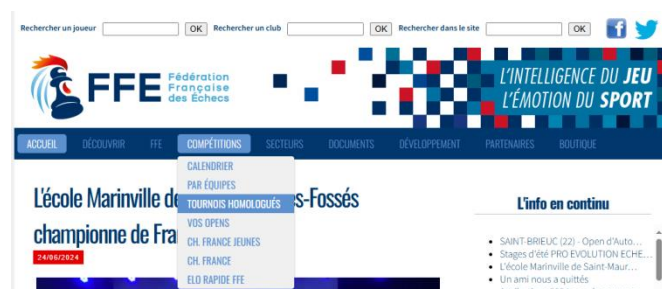 Rechercher un joueur OK Rechercher un club OK Rechercher dans le site OK
FFE Fédération
Française
des Échecs
L'INTELLIGENCE DU JEU
L'ÉMOTION DU SPORT
ACCUEIL DÉCOUVRIR FFE COMPÉTITIONS SECTEURS DOCUMENTS DÉVELOPPEMENT PARTENAIRES BOUTIQUE
CALENDRIER
PAR ÉQUIPES
TOURNOIS HOMOLOGUÉS
VOS OPENS
CH. FRANCE JEUNES
CH. FRANCE
ELO RAPIDE FFE
L'école Marinville de s-Fossés
championne de Fra
24/06/2024
L'info en continu
SAINT-BRIEUC (22) - Open d'Auto...
Stages d'été PRO EVOLUTION ECHE...
L'école Marinville de Saint-Maur...
Un ami nous a quittés